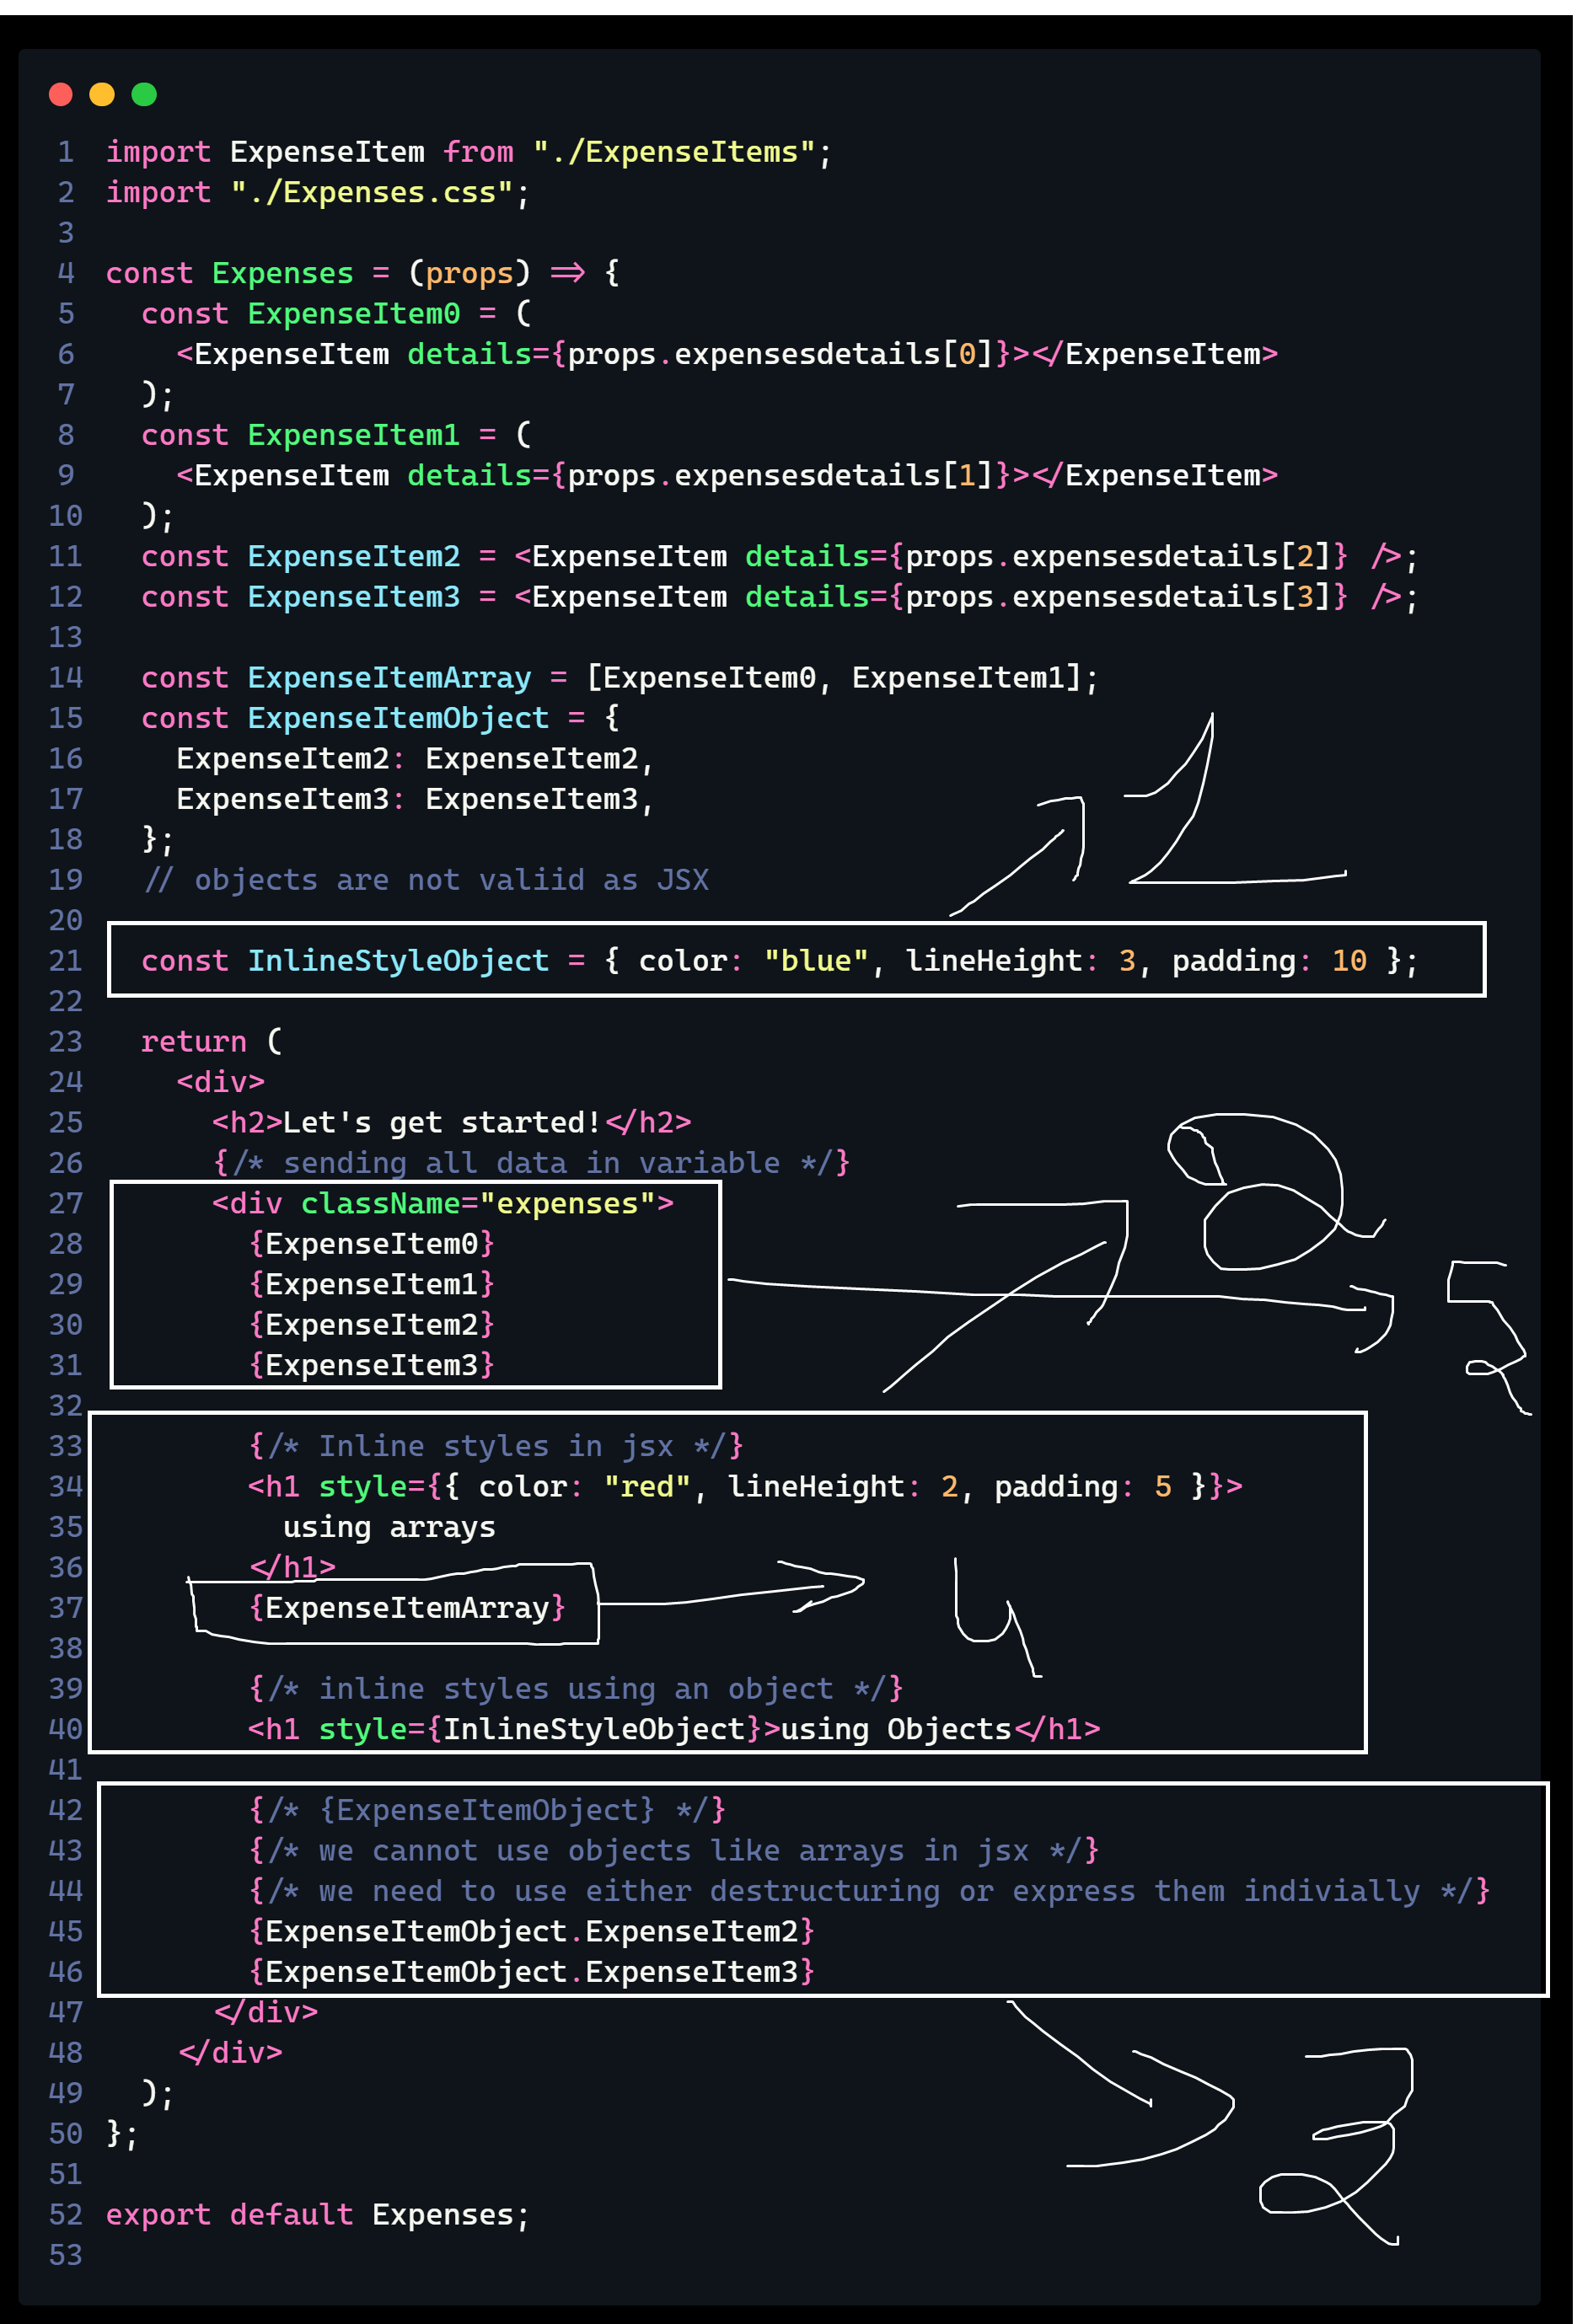 1 import ExpenseItem from "./ExpenseItems";
2 import "./Expenses.css";
3
4 const Expenses = (props) => {
5   const ExpenseItem0 = (
6     <ExpenseItem details={props.expensesdetails[0]}></ExpenseItem>
7   );
8   const ExpenseItem1 = (
9     <ExpenseItem details={props.expensesdetails[1]}></ExpenseItem>
10   );
11   const ExpenseItem2 = <ExpenseItem details={props.expensesdetails[2]} />;
12   const ExpenseItem3 = <ExpenseItem details={props.expensesdetails[3]} />;
13
14   const ExpenseItemArray = [ExpenseItem0, ExpenseItem1];
15   const ExpenseItemObject = {
16     ExpenseItem2: ExpenseItem2,
17     ExpenseItem3: ExpenseItem3,
18   };
1
19   // objects are not valiid as JSX
20
21   const InlineStyleObject = { color: "blue", lineHeight: 3, padding: 10 };
22
23   return (
24     <div>
25       <h2>Let's get started!</h2>
26       {/* sending all data in variable */}
2
27       <div className="expenses">
28         {ExpenseItem0}
29         {ExpenseItem1}
5
30         {ExpenseItem2}
31         {ExpenseItem3}
32
33         {/* Inline styles in jsx */}
34         <h1 style={{ color: "red", lineHeight: 2, padding: 5 }}>
35           using arrays
36         </h1>
37         {ExpenseItemArray}
4
38
39         {/* inline styles using an object */}
40         <h1 style={InlineStyleObject}>using Objects</h1>
41
42         {/* {ExpenseItemObject} */}
43         {/* we cannot use objects like arrays in jsx */}
44         {/* we need to use either destructuring or express them indivially */}
45         {ExpenseItemObject.ExpenseItem2}
46         {ExpenseItemObject.ExpenseItem3}
47       </div>
48     </div>
49   );
3
50 };
51
52 export default Expenses;
53